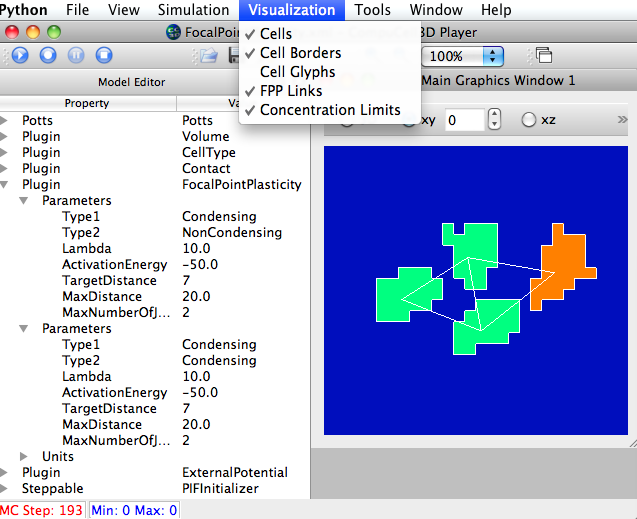 Python File View Simulation Visualization Tools Window Help
FocalPoin 3D Player
Cells
Cell Borders
Cell Glyphs
FPP Links
Concentration Limits
100%
Model Editor
Main Graphics Window 1
Property Va
xy 0 xz »
Potts Potts
Plugin Volume
Plugin CellType
Plugin Contact
Plugin FocalPointPlasticity
Parameters
Type1 Condensing
Type2 NonCondensing
Lambda 10.0
ActivationEnergy -50.0
TargetDistance 7
MaxDistance 20.0
MaxNumberOfJ... 2
Parameters
Type1 Condensing
Type2 Condensing
Lambda 10.0
ActivationEnergy -50.0
TargetDistance 7
MaxDistance 20.0
MaxNumberOfJ... 2
Units
Plugin ExternalPotential
Steppable PIFInitializer
MC Step: 193 Min: 0 Max: 0